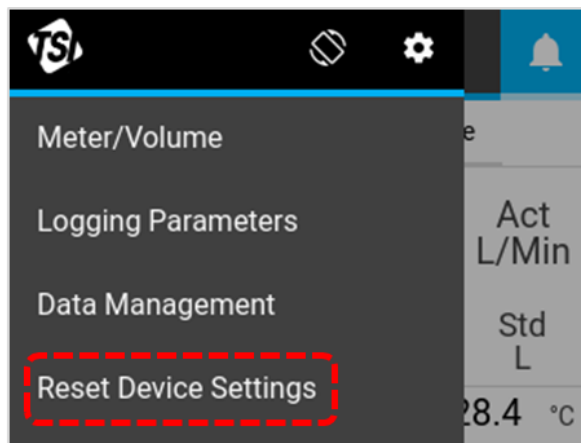 TSI
Meter/Volume
e
Logging Parameters
Act
L/Min
Data Management
Std
L
Reset Device Settings
28.4 °C